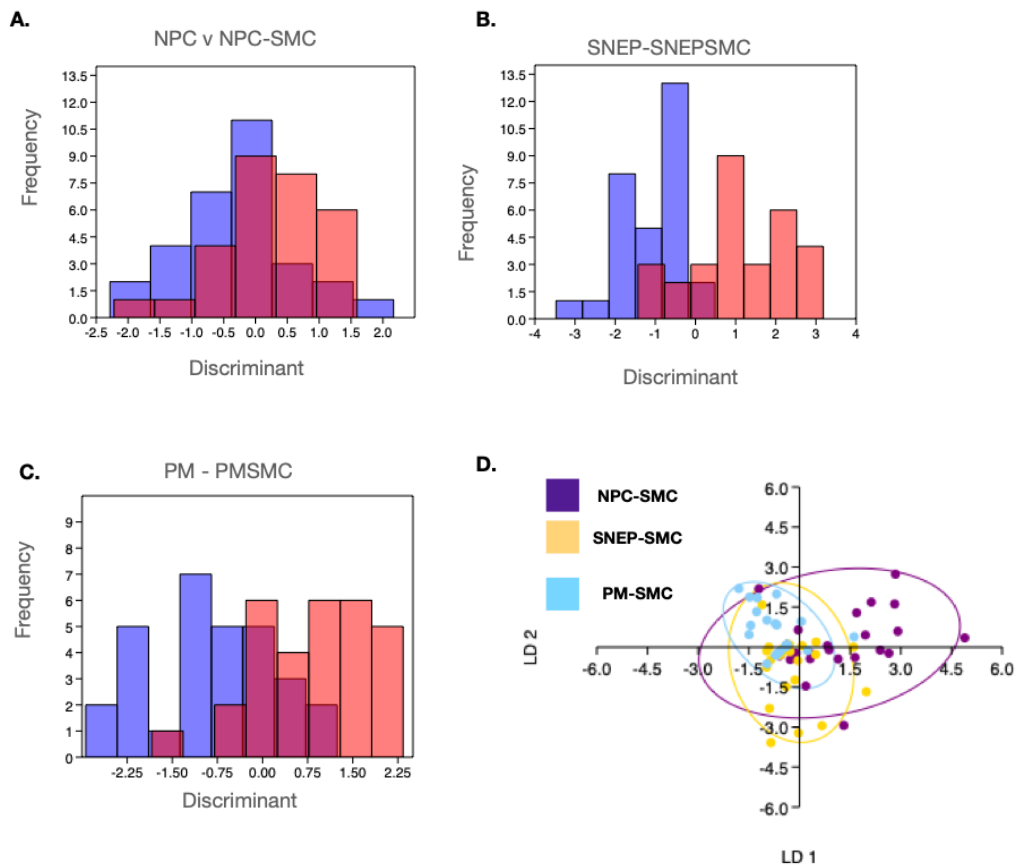 A.
NPC v NPC-SMC
Frequency
13.5
12.0
10.5
9.0
7.5
6.0
4.5
3.0
1.5
0.0
-2.5 -2.0 -1.5 -1.0 -0.5 0.0 0.5 1.0 1.5 2.0
Discriminant
B.
SNEP-SNEPSMC
Frequency
13.5
12.0
10.5
9.0
7.5
6.0
4.5
3.0
1.5
0.0
-4 -3 -2 -1 0 1 2 3 4
Discriminant
C.
PM - PMSMC
Frequency
9
8
7
6
5
4
3
2
1
0
-2.25 -1.50 -0.75 0.00 0.75 1.50 2.25
Discriminant
D.
NPC-SMC
SNEP-SMC
PM-SMC
LD 2
6.0
4.5
3.0
1.5
-6.0 -4.5 -3.0 -1.5 1.5 3.0 4.5 6.0
-1.5
-3.0
-4.5
-6.0
LD 1